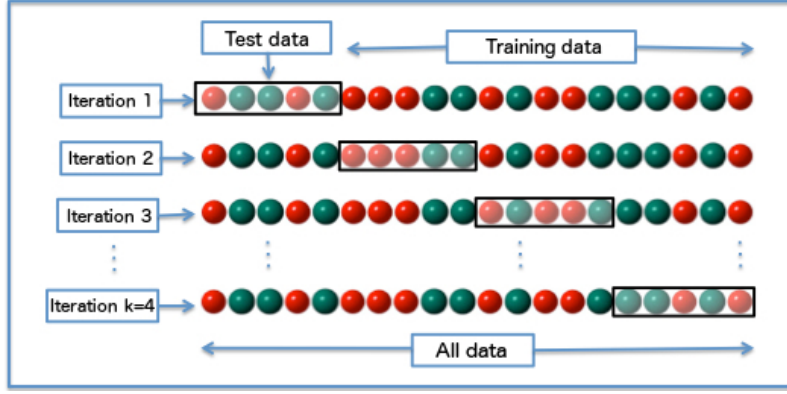 Test data
Training data
Iteration 1
Iteration 2
Iteration 3
Iteration k=4
All data